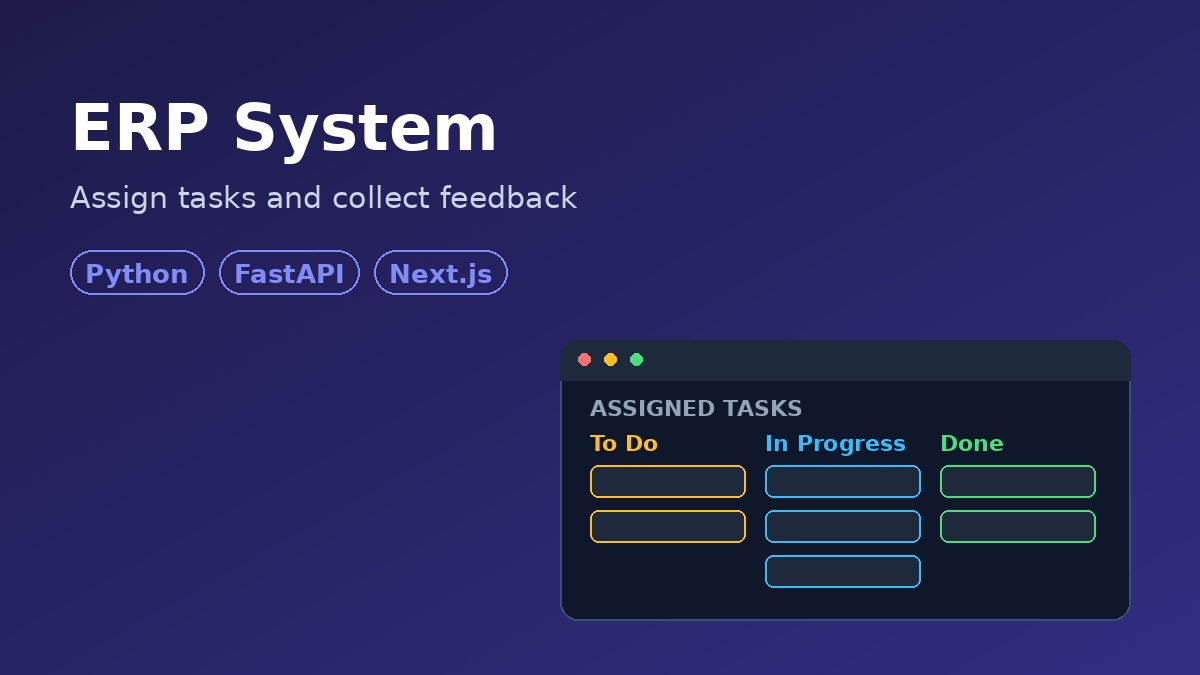 ERP System
Assign tasks and collect feedback
Python FastAPI Next.js
ASSIGNED TASKS
To Do In Progress Done